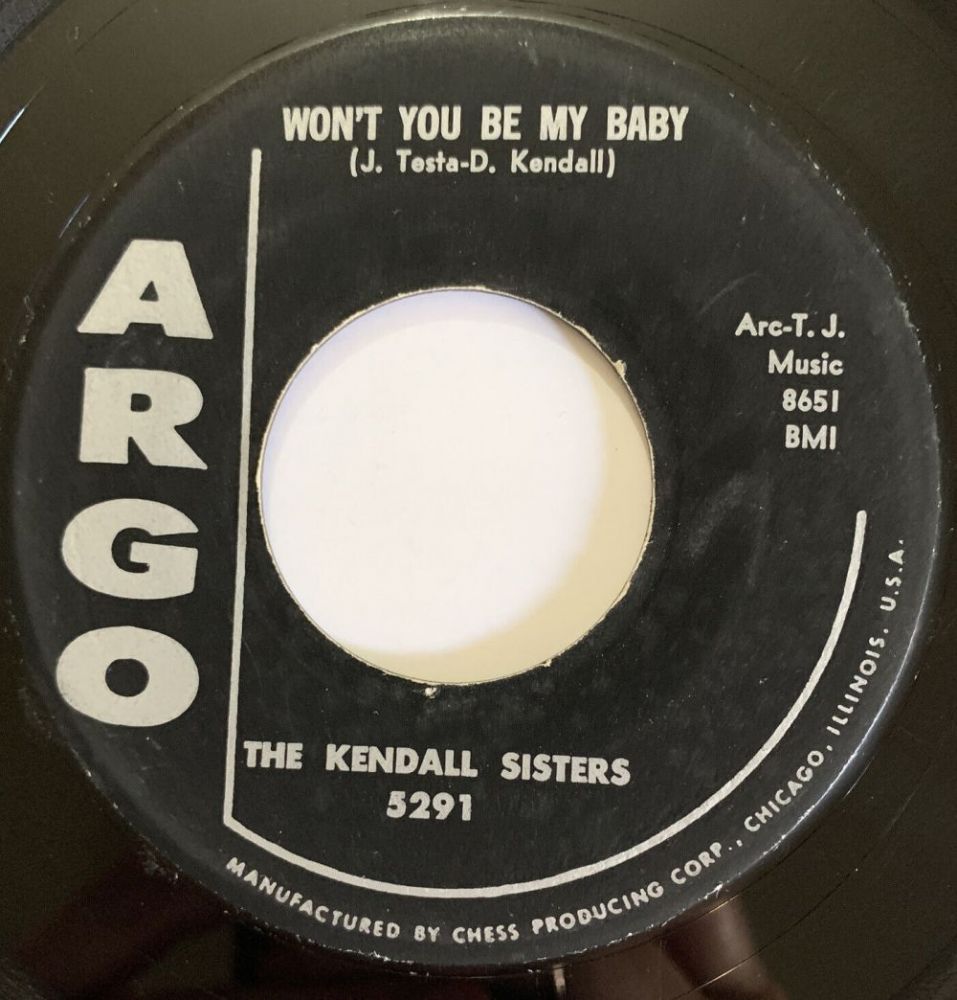 WON'T YOU BE MY BABY
(J. Testa-D. Kendall)
ARGO
Arc-T. J.
Music
8651
BMI
THE KENDALL SISTERS
5291
MANUFACTURED BY CHESS PRODUCING CORP., CHICAGO, ILLINOIS. U.S.A.